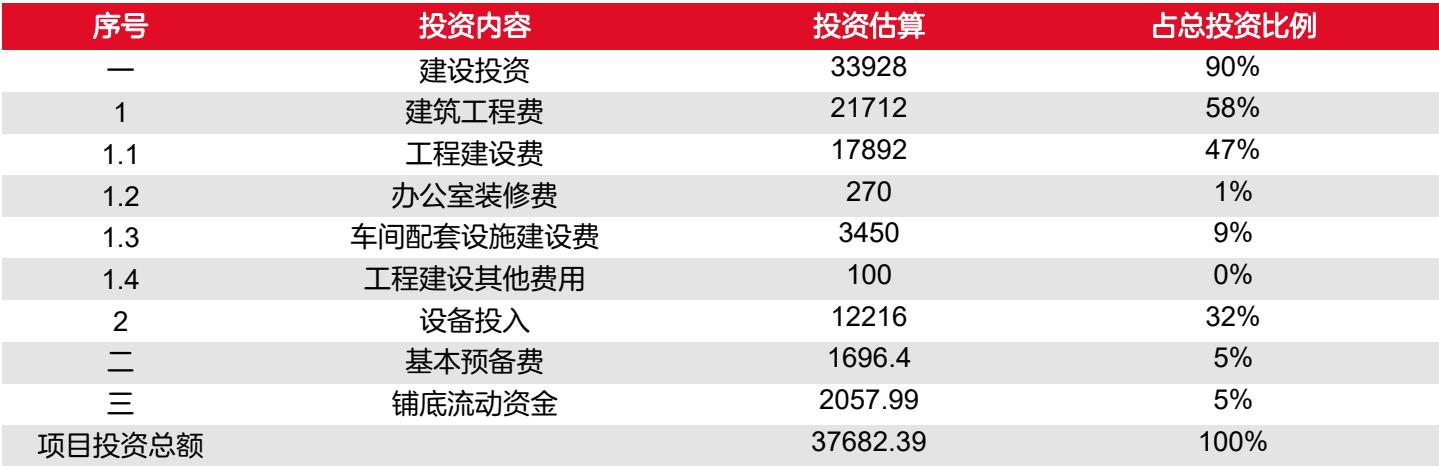 序号 投资内容 投资估算 占总投资比例
一 建设投资 33928 90%
1 建筑工程费 21712 58%
1.1 工程建设费 17892 47%
1.2 办公室装修费 270 1%
1.3 车间配套设施建设费 3450 9%
1.4 工程建设其他费用 100 0%
2 设备投入 12216 32%
二 基本预备费 1696.4 5%
三 铺底流动资金 2057.99 5%
项目投资总额 37682.39 100%